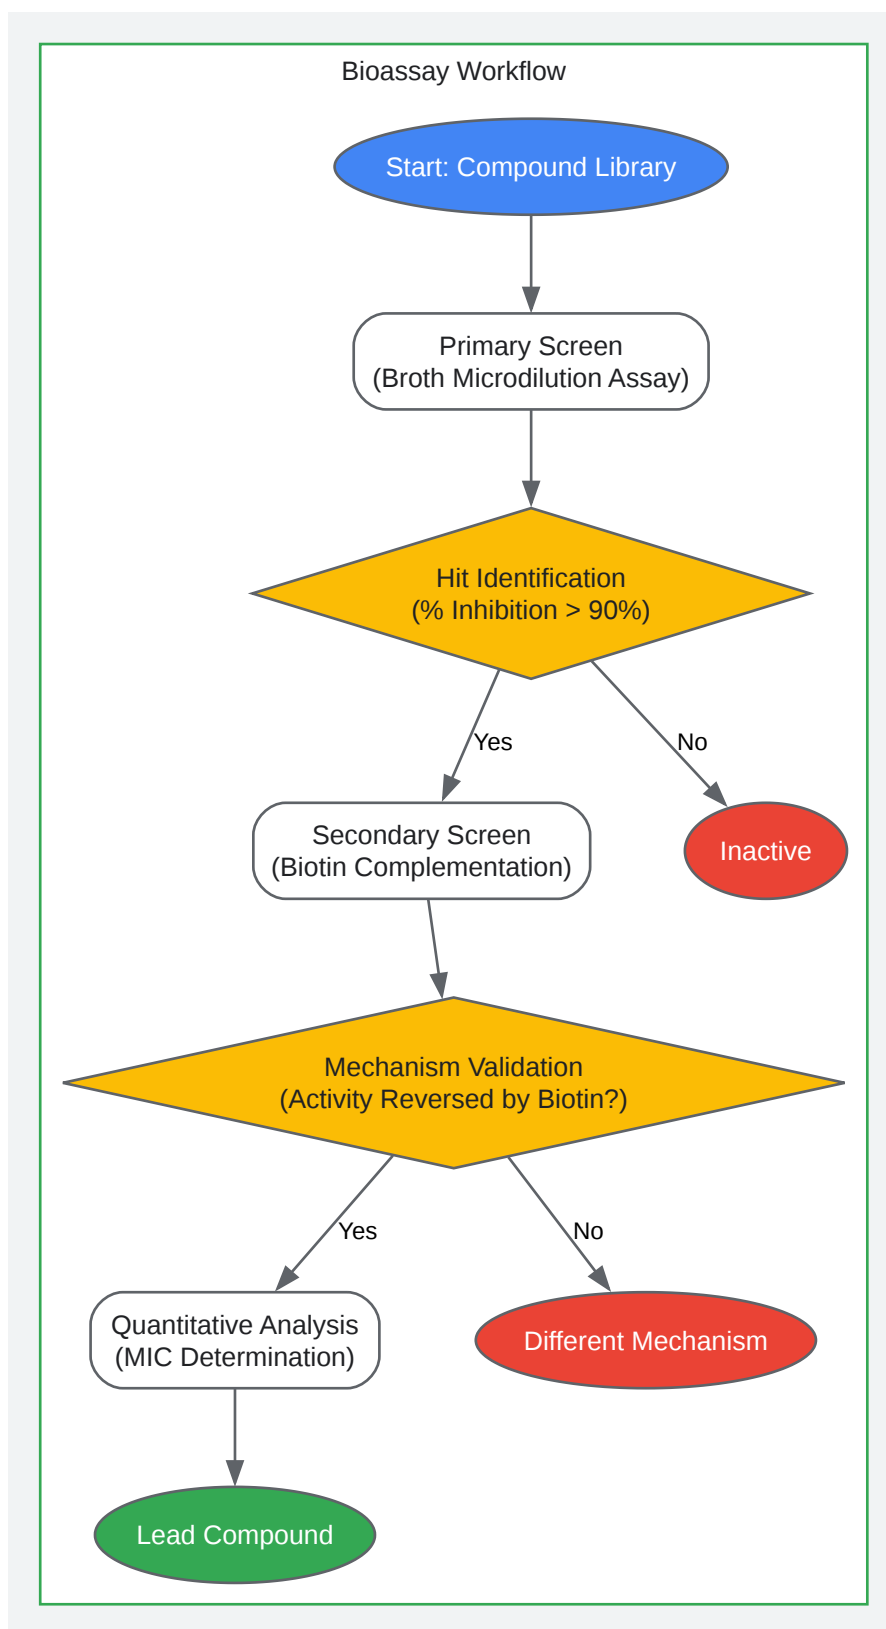 Bioassay Workflow
Start: Compound Library
Primary Screen
(Broth Microdilution Assay)
Hit Identification
(% Inhibition > 90%)
Yes
No
Secondary Screen
(Biotin Complementation)
Inactive
Mechanism Validation
(Activity Reversed by Biotin?)
Yes
No
Quantitative Analysis
(MIC Determination)
Different Mechanism
Lead Compound